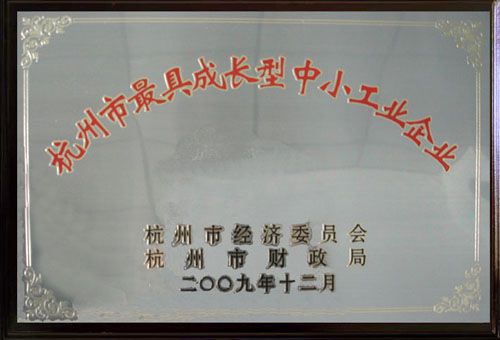 杭州市最具成长型中小工业企业
杭州市经济委员会
杭州市财政局
二〇〇九年十二月